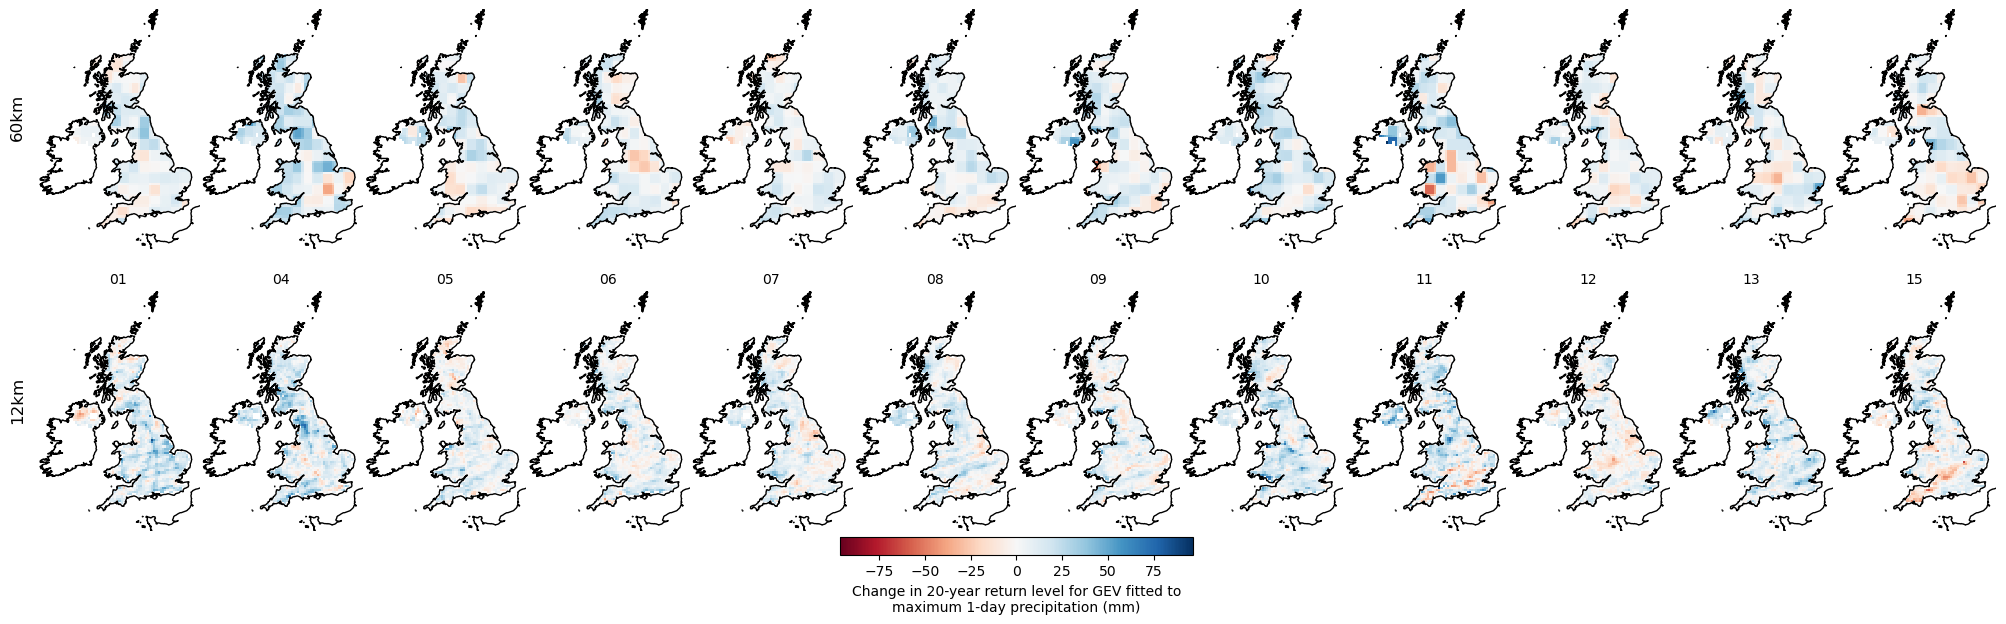 60km
01 04 05 06 07 08 09 10 11 12 13 15
12km
−75 −50 −25 0 25 50 75
Change in 20-year return level for GEV fitted to
maximum 1-day precipitation (mm)